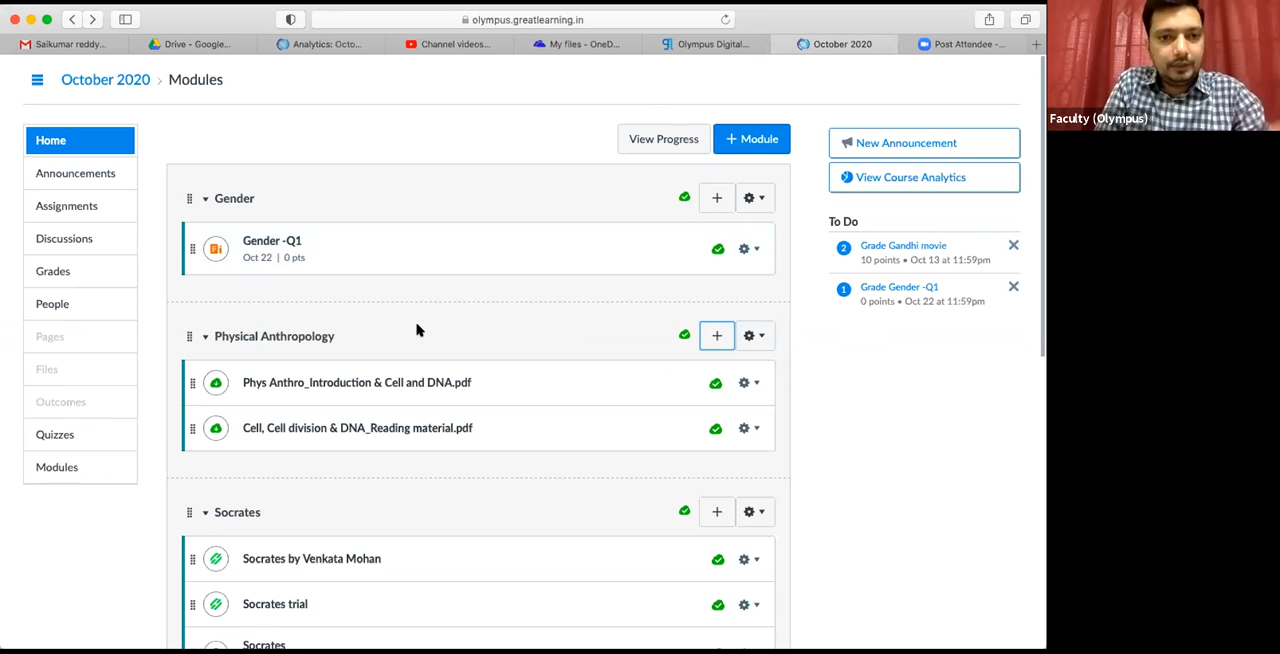 olympus.greatlearning.in
Saikumar reddy...
Drive - Google...
Analytics: Octo...
Channel videos...
My files - OneD...
Olympus Digital...
October 2020
Post Attendee -...
October 2020 > Modules
Faculty (Olympus)
Home
Announcements
Assignments
Discussions
Grades
People
Pages
Files
Outcomes
Quizzes
Modules
View Progress
+ Module
Gender
Gender -Q1
Oct 22 | 0 pts
Physical Anthropology
Phys Anthro_Introduction & Cell and DNA.pdf
Cell, Cell division & DNA_Reading material.pdf
Socrates
Socrates by Venkata Mohan
Socrates trial
Socrates
New Announcement
View Course Analytics
To Do
2 Grade Gandhi movie
10 points • Oct 13 at 11:59pm
1 Grade Gender -Q1
0 points • Oct 22 at 11:59pm